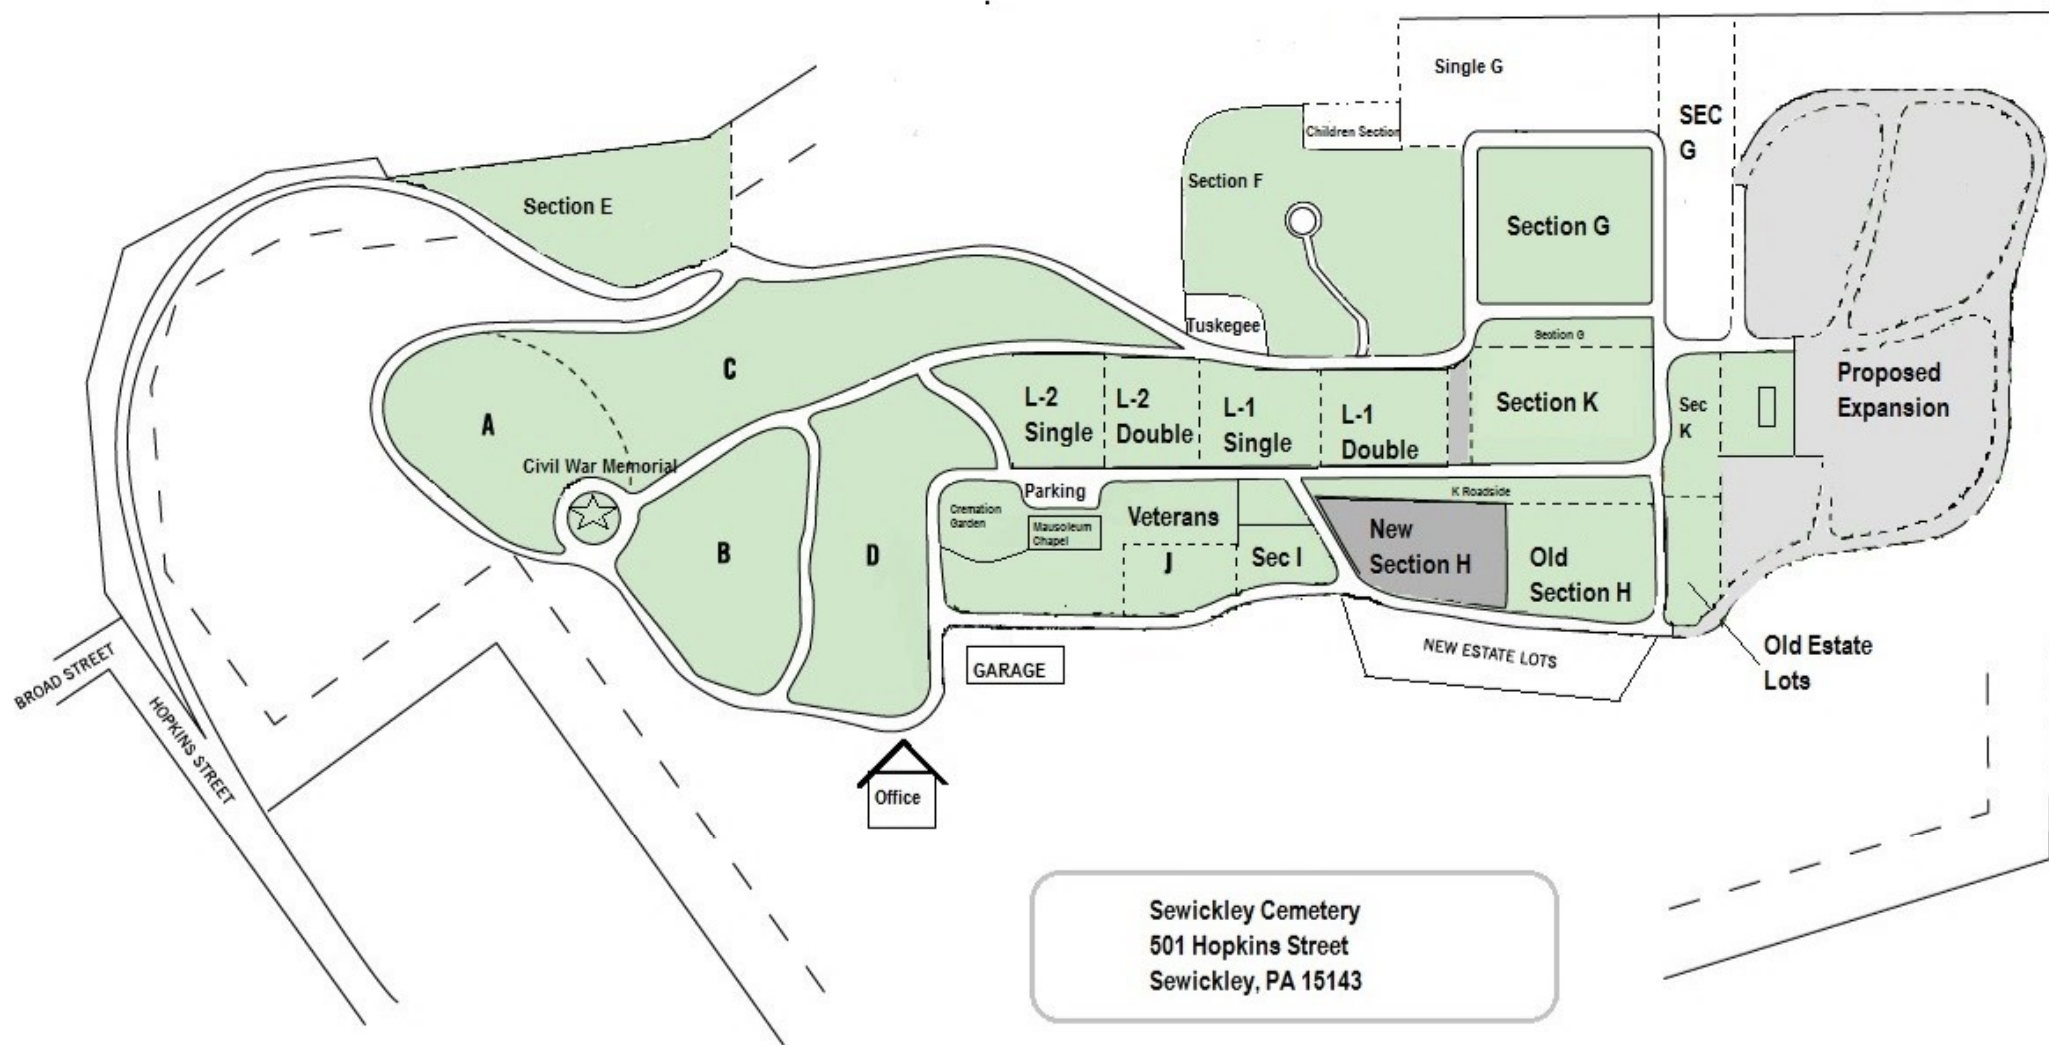 Single G
SEC
G
Children Section
Section F
Section E
Section G
Tuskegee
Section G
C
A
L-2
Single
L-2
Double
L-1
Single
L-1
Double
Section K
Sec
K
Proposed
Expansion
Civil War Memorial
Parking
K Roadside
Cremation
Garden
Mausoleum
Chapel
Veterans
J
Sec I
New
Section H
Old
Section H
B
D
BROAD STREET
HOPKINS STREET
GARAGE
NEW ESTATE LOTS
Old Estate
Lots
Office
Sewickley Cemetery
501 Hopkins Street
Sewickley, PA 15143